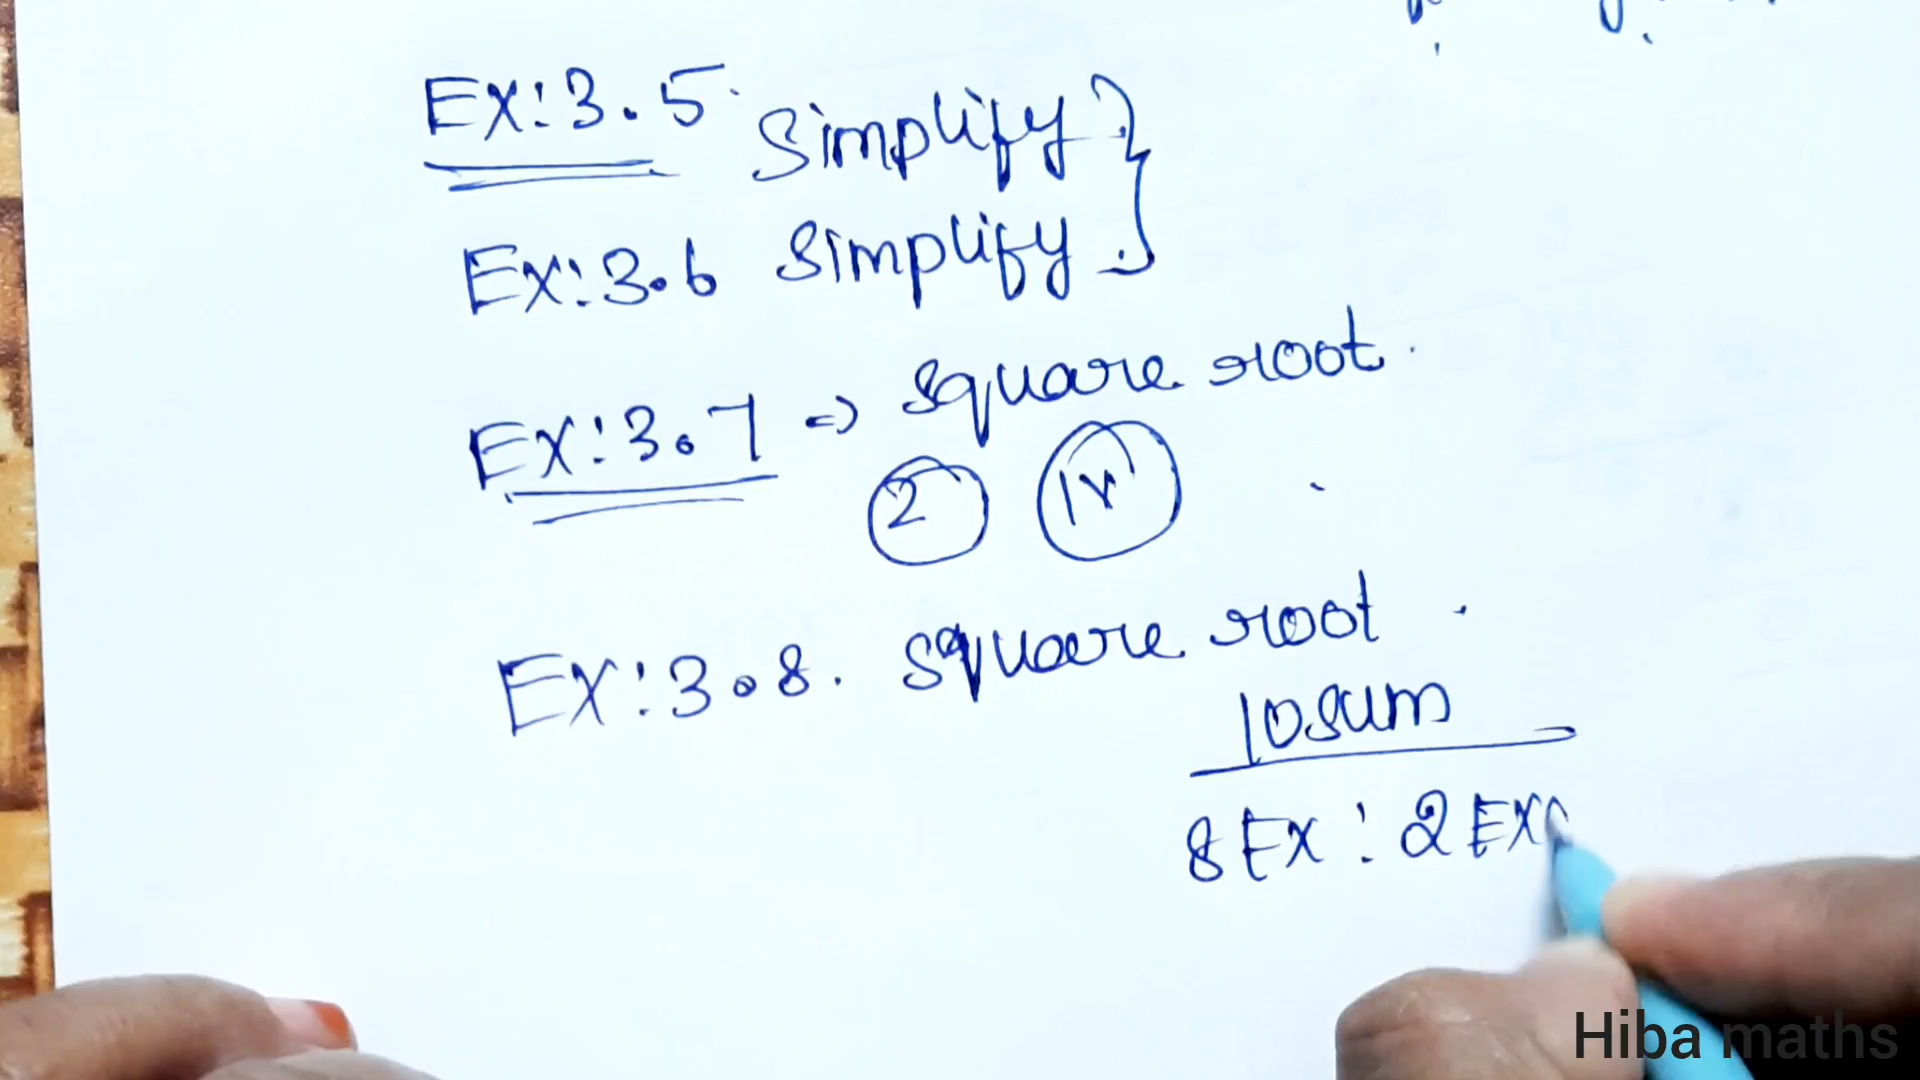 Ex: 3.5 Simplify
Ex: 3.6 Simplify
Ex: 3.7 => Square root.
2 iv
Ex: 3.8. Square root.
10 sum
8 Ex : 2 Ex
Hiba maths